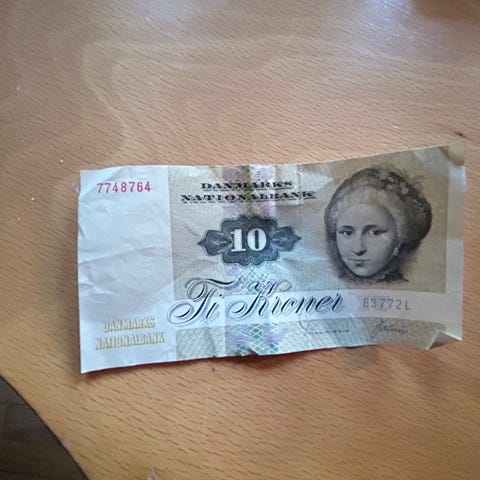 7748764
DANMARKS
NATIONALBANK
10
Ti Kroner
B3772L
DANMARKS
NATIONALBANK